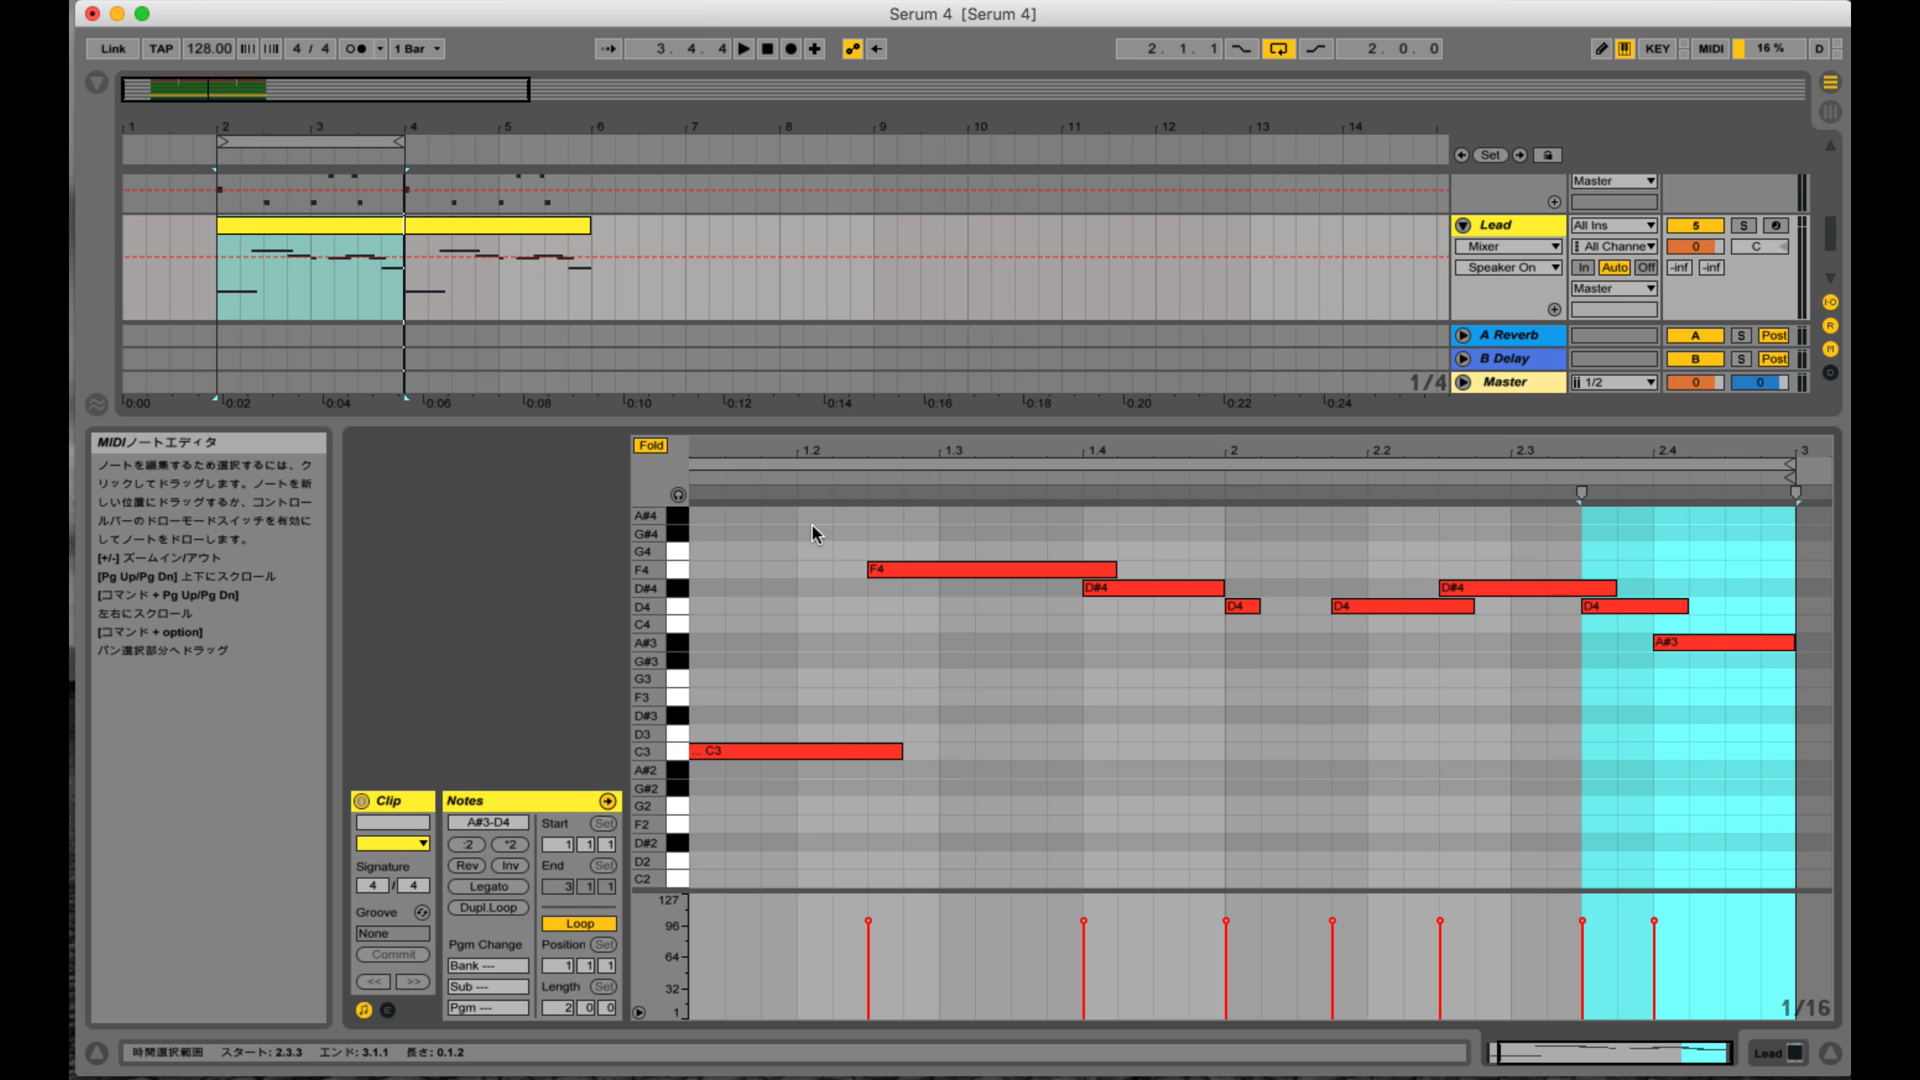 Serum 4  [Serum 4]
Link TAP 128.00 4 / 4 1 Bar 3. 4. 4 2. 1. 1 2. 0. 0 KEY MIDI 16 % D
1 2 3 4 5 6 7 8 9 10 11 12 13 14
Set
Master
Lead All Ins 5 S
Mixer All Channe 0 C
Speaker On In Auto Off -inf -inf
Master
A Reverb A S Post
B Delay B S Post
1/4 Master 1/2 0 0
0:00 0:02 0:04 0:06 0:08 0:10 0:12 0:14 0:16 0:18 0:20 0:22 0:24
I·O
R
M
D
MIDIノートエディタ
ノートを編集するため選択するには、ク
リックしてドラッグします。ノートを新
しい位置にドラッグするか、コントロー
ルバーのドローモードスイッチを有効に
してノートをドローします。
[+/-] ズームイン/アウト
[Pg Up/Pg Dn] 上下にスクロール
[コマンド + Pg Up/Pg Dn]
左右にスクロール
[コマンド + option]
パン選択部分へドラッグ
Fold
1.2 1.3 1.4 2 2.2 2.3 2.4 3
A#4
G#4
G4
F4 F4
D#4 D#4 D#4
D4 D4 D4 D4
C4
A#3 A#3
G#3
G3
F3
D#3
D3
C3 ... C3
A#2
G#2
G2
F2
D#2
D2
C2
127
96
64
32
1
1/16
Clip
Signature
4 / 4
Groove
None
Commit
<< >>
E
Notes
A#3-D4
:2 *2
Rev Inv
Legato
Dupl.Loop
Pgm Change
Bank ---
Sub ---
Pgm ---
Start Set
1 1 1
End Set
3 1 1
Loop
Position Set
1 1 1
Length Set
2 0 0
時間選択範囲 スタート: 2.3.3 エンド: 3.1.1 長さ: 0.1.2
Lead